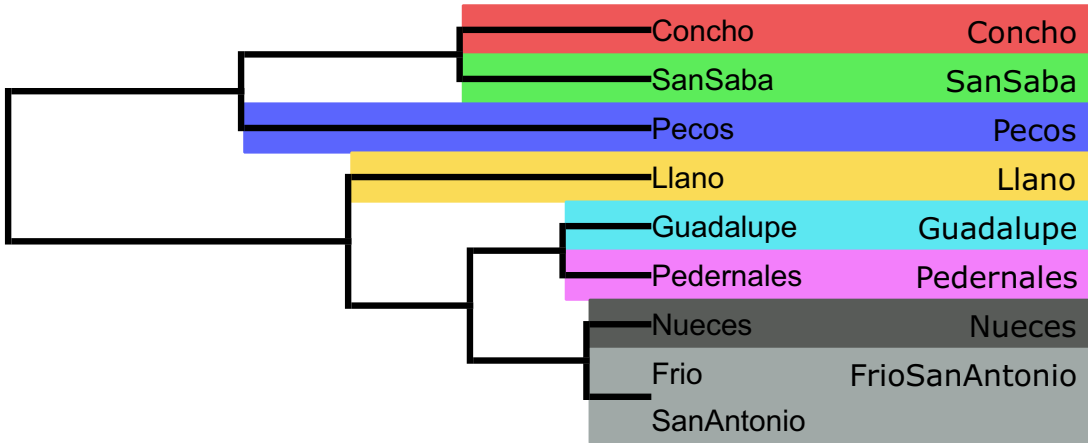 Concho Concho
SanSaba SanSaba
Pecos Pecos
Llano Llano
Guadalupe Guadalupe
Pedernales Pedernales
Nueces Nueces
Frio FrioSanAntonio
SanAntonio